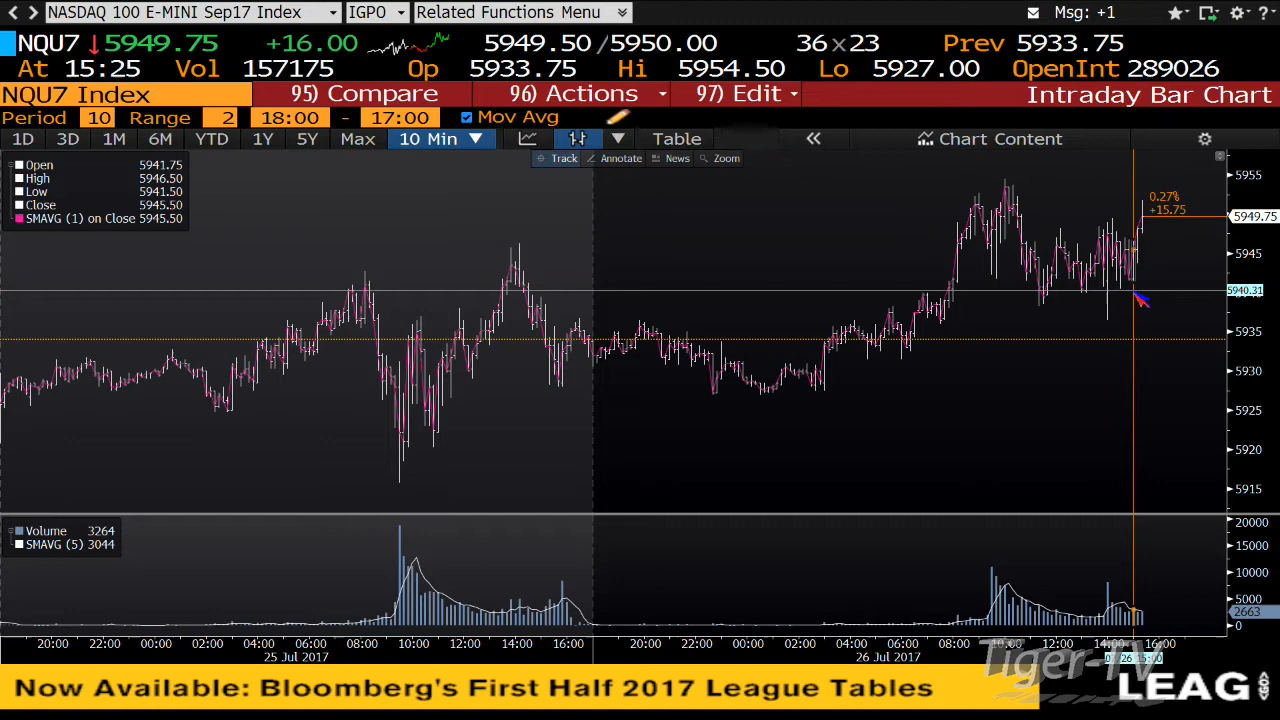 NASDAQ 100 E-MINI Sep17 Index IGPO Related Functions Menu Msg: +1
NQU7 5949.75 +16.00 5949.50/5950.00 36x23 Prev 5933.75
At 15:25 Vol 157175 Op 5933.75 Hi 5954.50 Lo 5927.00 OpenInt 289026
NQU7 Index 95) Compare 96) Actions 97) Edit Intraday Bar Chart
Period 10 Range 2 18:00 - 17:00 Mov Avg
1D 3D 1M 6M YTD 1Y 5Y Max 10 Min Table Chart Content
Track Annotate News Zoom
Open 5941.75
High 5946.50
Low 5941.50
Close 5945.50
SMAVG (1) on Close 5945.50
0.27%
+15.75
5955
5949.75
5945
5940.31
5935
5930
5925
5920
5915
Volume 3264
SMAVG (5) 3044
20000
15000
10000
5000
2663
0
20:00 22:00 00:00 02:00 04:00 06:00 08:00 10:00 12:00 14:00 16:00 20:00 22:00 00:00 02:00 04:00 06:00 08:00 10:00 12:00 14:00 16:00
25 Jul 2017 26 Jul 2017
15:00
Tiger-TV
Now Available: Bloomberg's First Half 2017 League Tables LEAG GO